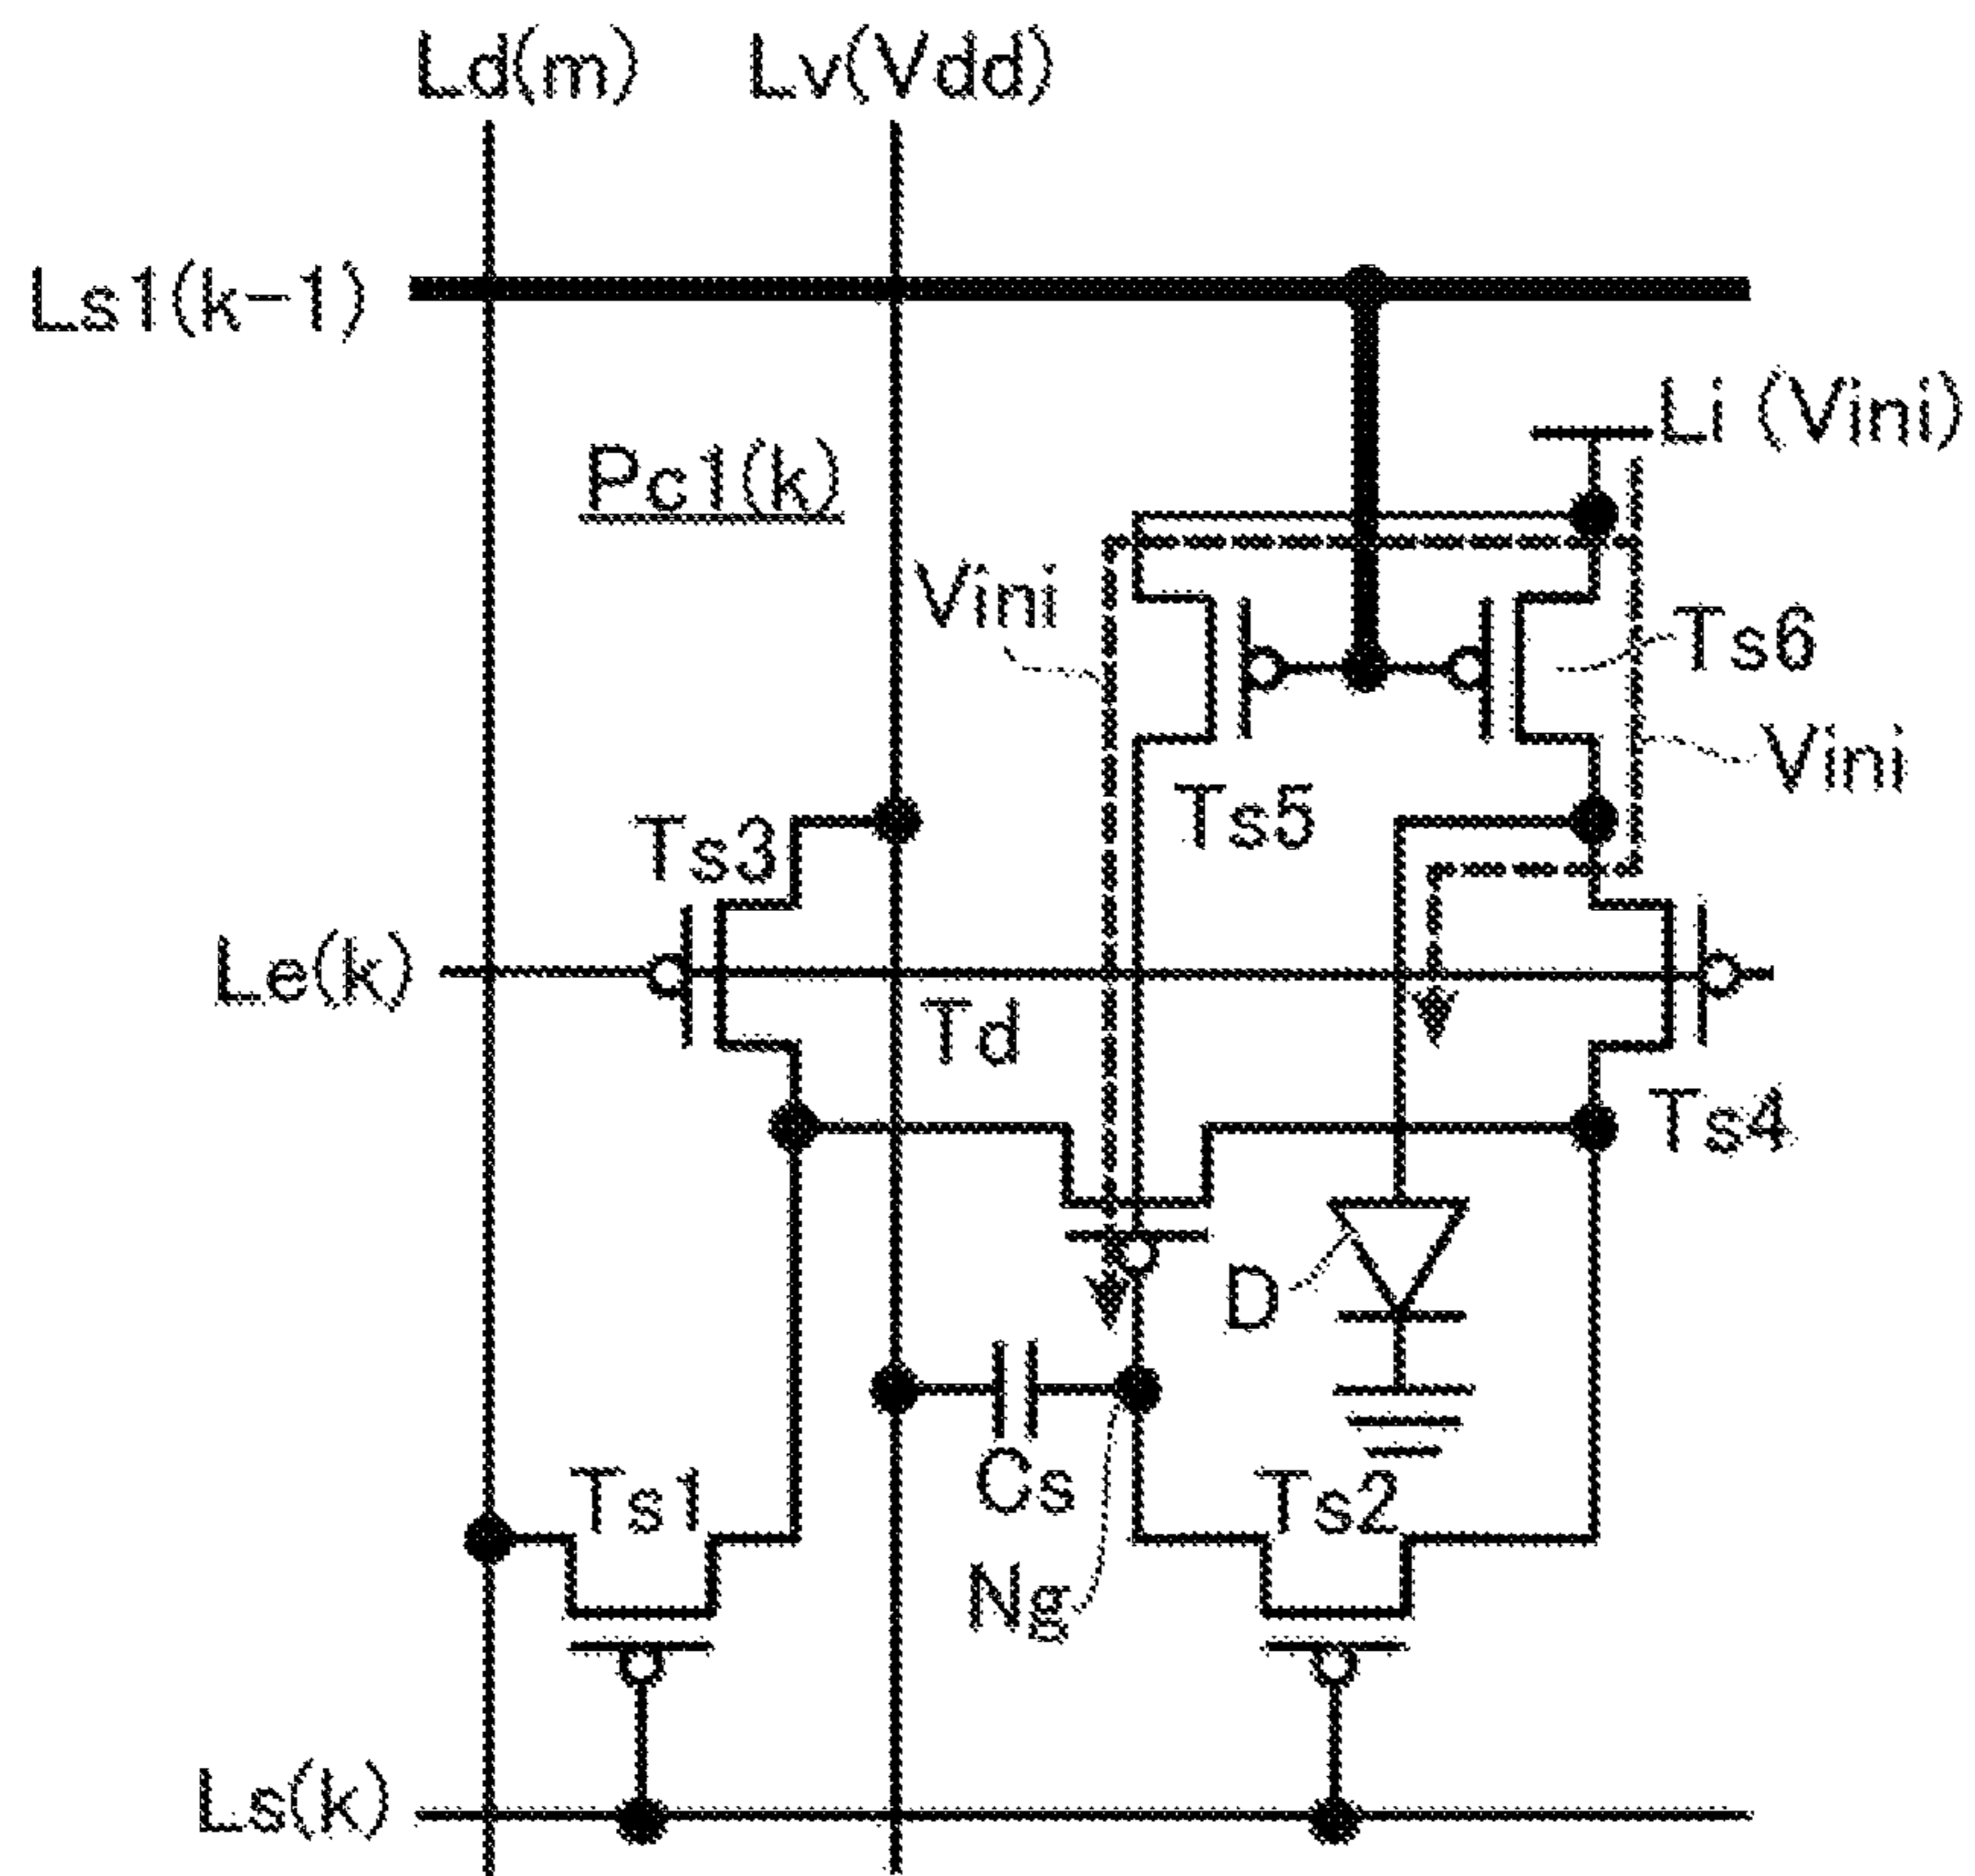 Ld(m)
Lv(Vdd)
Ls1(k-1)
Li (Vini)
Pc1(k)
Vini
Ts6
Vini
Ts5
Ts3
Le(k)
Td
Ts4
D
Cs
Ts1
Ts2
Ng
Ls(k)